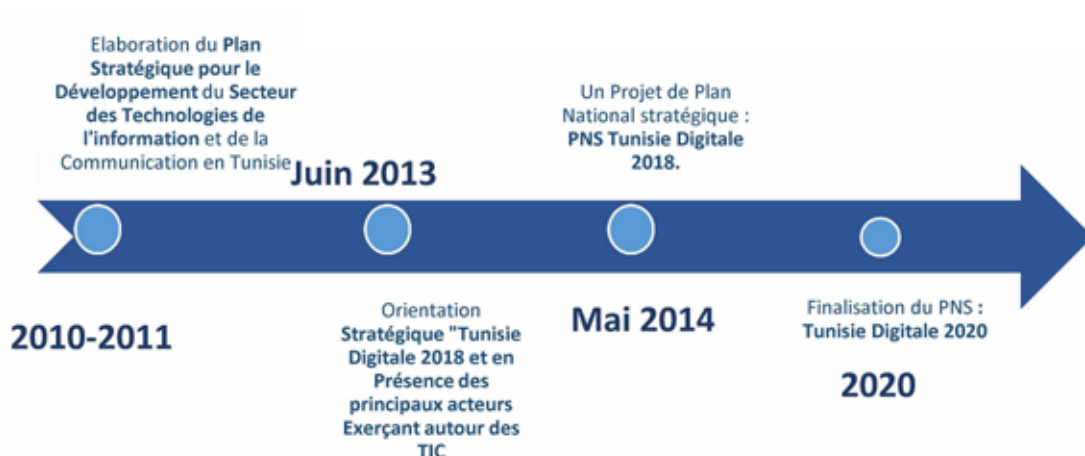 Elaboration du Plan
Stratégique pour le
Développement du Secteur
des Technologies de
l'information et de la
Communication en Tunisie
2010-2011
Juin 2013
Orientation
Stratégique "Tunisie
Digitale 2018 et en
Présence des
principaux acteurs
Exerçant autour des
TIC
Un Projet de Plan
National stratégique :
PNS Tunisie Digitale
2018.
Mai 2014
Finalisation du PNS :
Tunisie Digitale 2020
2020